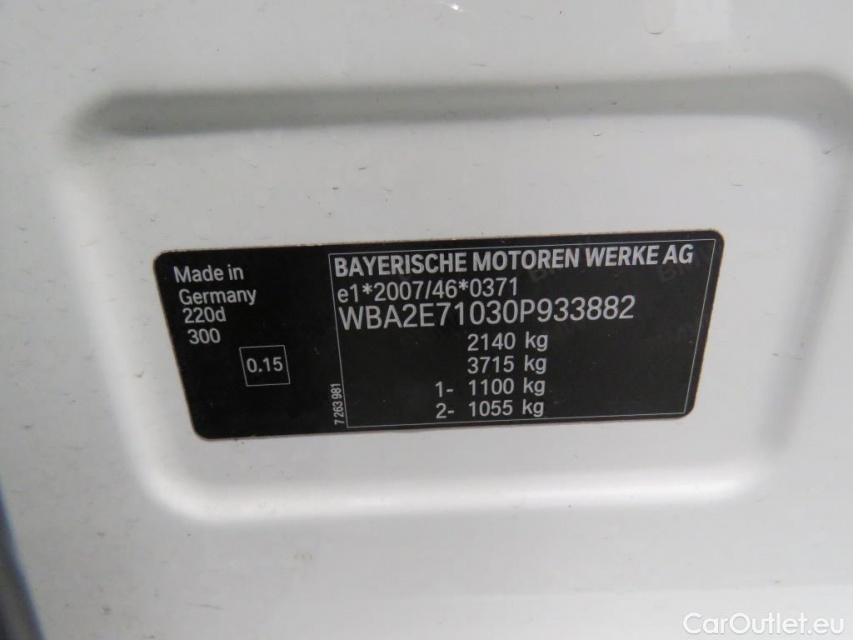 Made in
Germany
220d
300
0.15
7 263 981
BAYERISCHE MOTOREN WERKE AG
e1*2007/46*0371
WBA2E71030P933882
2140 kg
3715 kg
1- 1100 kg
2- 1055 kg
CarOutlet.eu